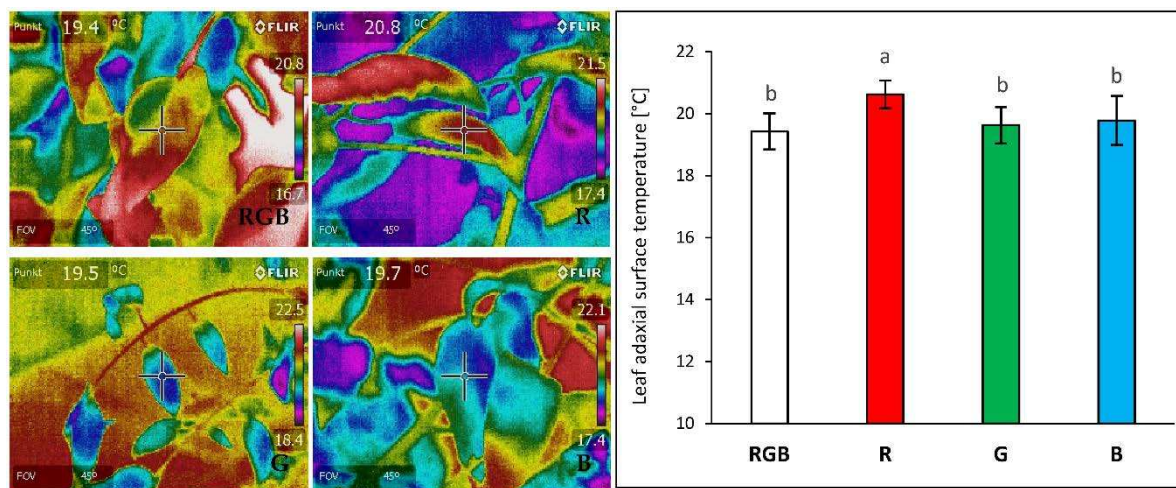 Punkt 19.4 °C FLIR
20.8
16.7
RGB
FOV 45°
Punkt 20.8 °C FLIR
21.5
17.4
R
FOV 45°
Punkt 19.5 °C FLIR
22.5
18.4
G
FOV 45°
Punkt 19.7 °C FLIR
22.1
17.4
B
FOV 45°
Leaf adaxial surface temperature [°C]
22
20
18
16
14
12
10
b
a
b
b
RGB R G B